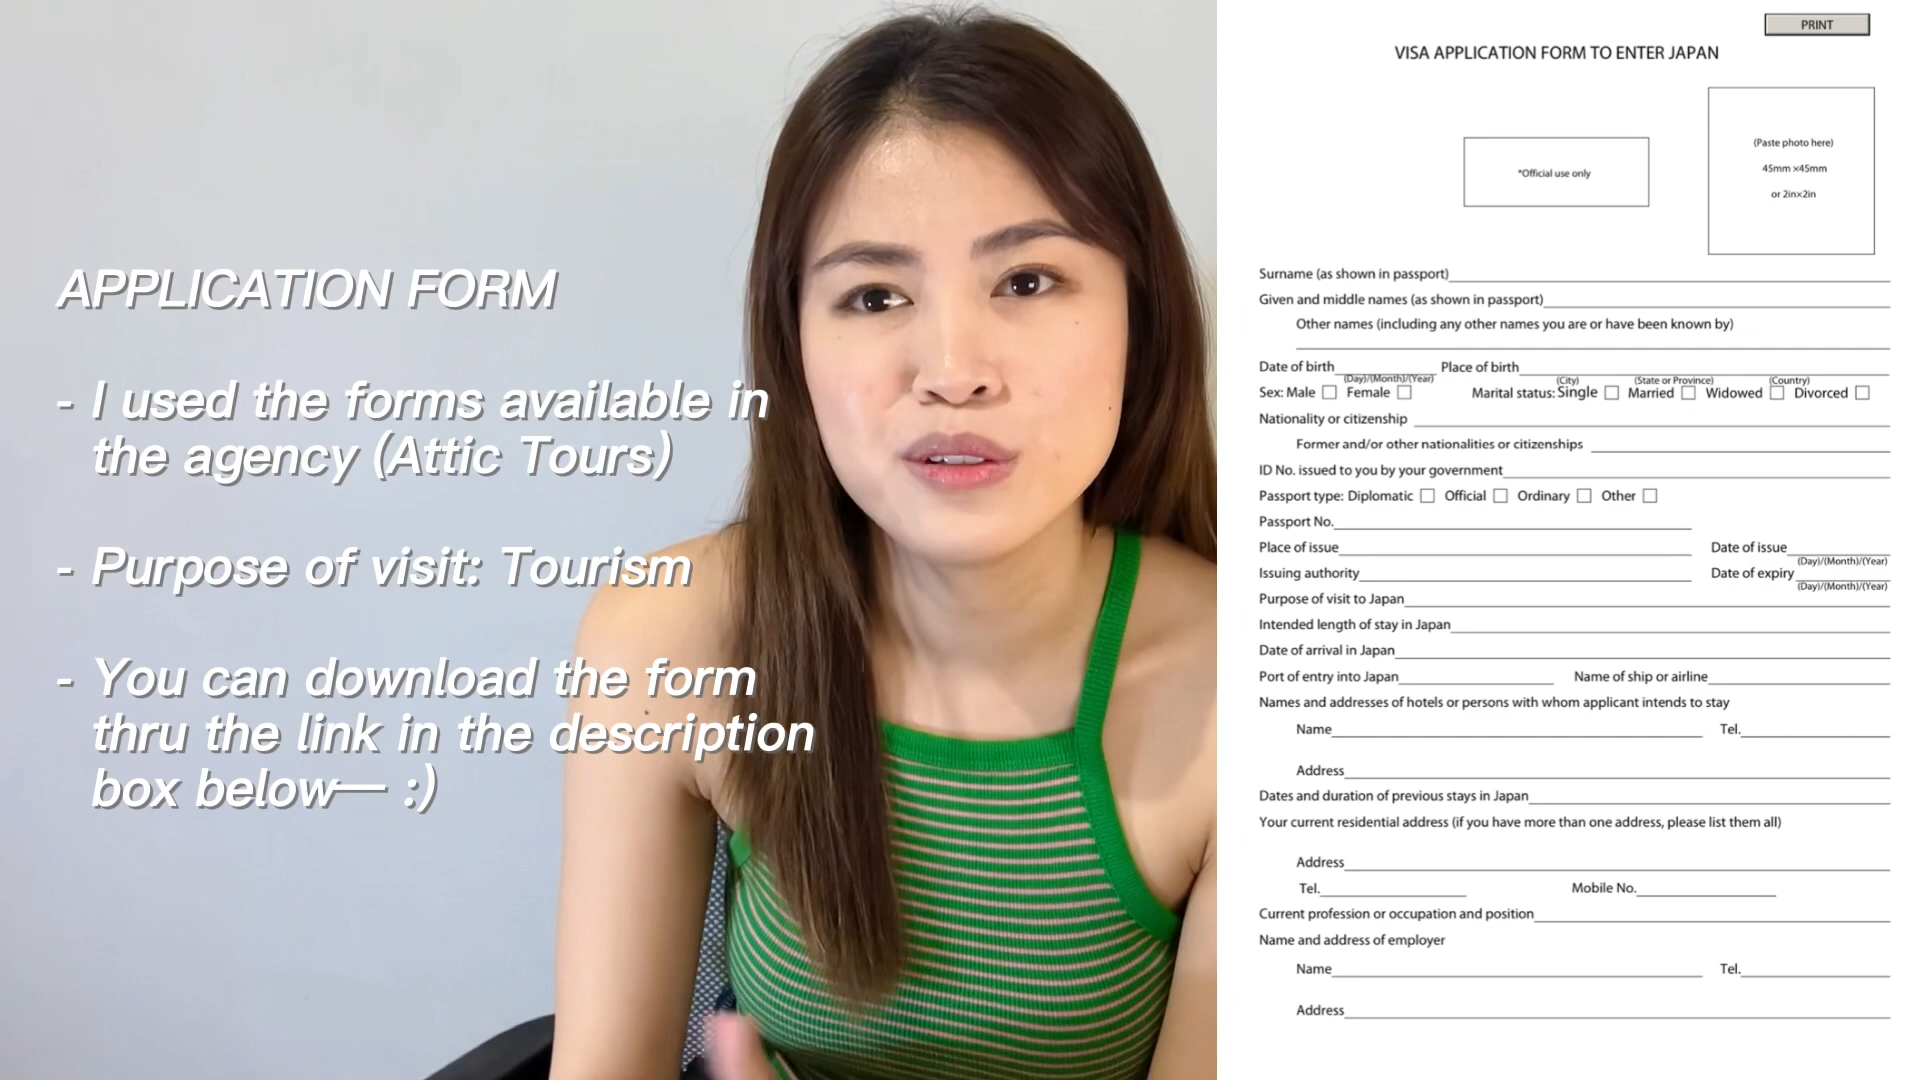 APPLICATION FORM
- I used the forms available in
the agency (Attic Tours)
- Purpose of visit: Tourism
- You can download the form
thru the link in the description
box below— :)
PRINT
VISA APPLICATION FORM TO ENTER JAPAN
*Official use only
(Paste photo here)
45mm ×45mm
or 2in×2in
Surname (as shown in passport)
Given and middle names (as shown in passport)
Other names (including any other names you are or have been known by)
Date of birth Place of birth
(Day)/(Month)/(Year) (City) (State or Province) (Country)
Sex: Male Female Marital status: Single Married Widowed Divorced
Nationality or citizenship
Former and/or other nationalities or citizenships
ID No. issued to you by your government
Passport type: Diplomatic Official Ordinary Other
Passport No.
Place of issue Date of issue
(Day)/(Month)/(Year)
Issuing authority Date of expiry
(Day)/(Month)/(Year)
Purpose of visit to Japan
Intended length of stay in Japan
Date of arrival in Japan
Port of entry into Japan Name of ship or airline
Names and addresses of hotels or persons with whom applicant intends to stay
Name Tel.
Address
Dates and duration of previous stays in Japan
Your current residential address (if you have more than one address, please list them all)
Address
Tel. Mobile No.
Current profession or occupation and position
Name and address of employer
Name Tel.
Address